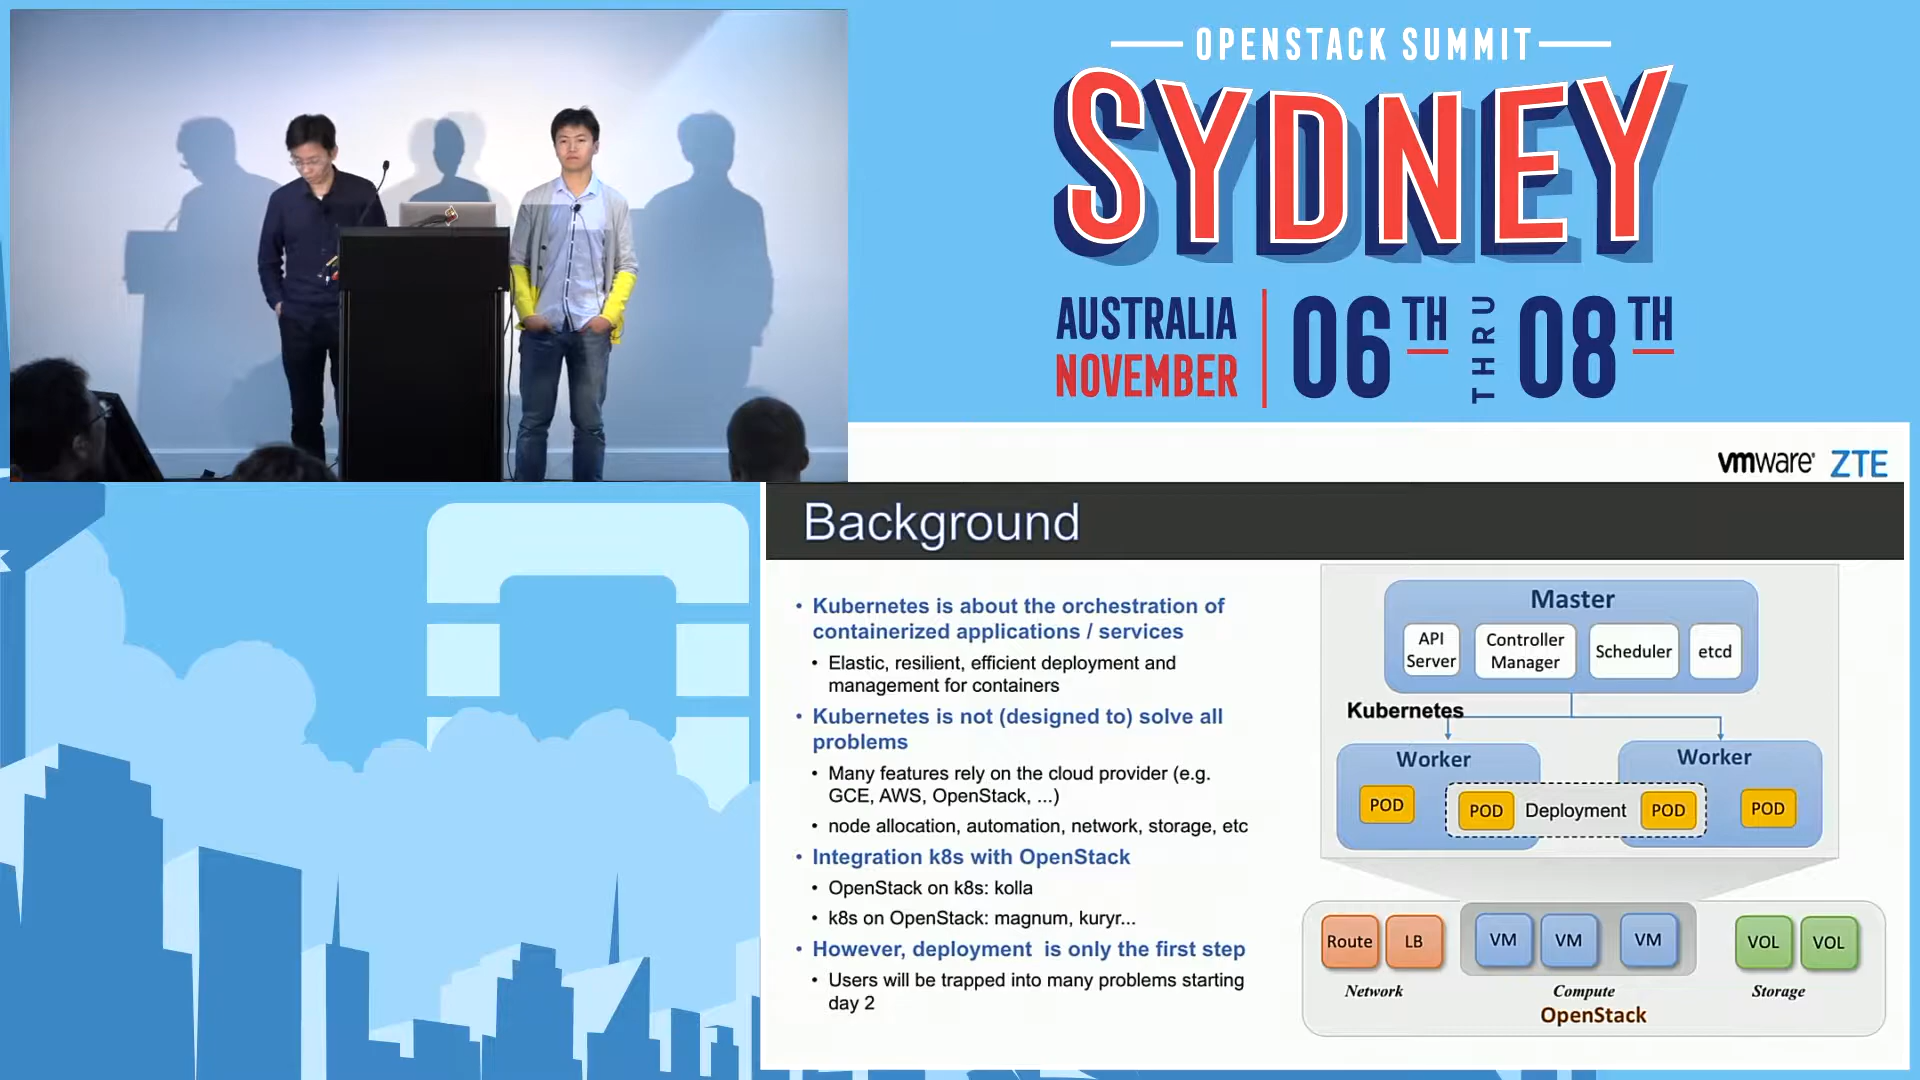 OPENSTACK SUMMIT
SYDNEY
AUSTRALIA
NOVEMBER
06TH THRU 08TH
vmware ZTE
Background
• Kubernetes is about the orchestration of
containerized applications / services
• Elastic, resilient, efficient deployment and
management for containers
• Kubernetes is not (designed to) solve all
problems
• Many features rely on the cloud provider (e.g.
GCE, AWS, OpenStack, ...)
• node allocation, automation, network, storage, etc
• Integration k8s with OpenStack
• OpenStack on k8s: kolla
• k8s on OpenStack: magnum, kuryr...
• However, deployment is only the first step
• Users will be trapped into many problems starting
day 2
Master
API
Server
Controller
Manager
Scheduler
etcd
Kubernetes
Worker
Worker
POD
POD
Deployment
POD
POD
Route
LB
VM
VM
VM
VOL
VOL
Network
Compute
Storage
OpenStack